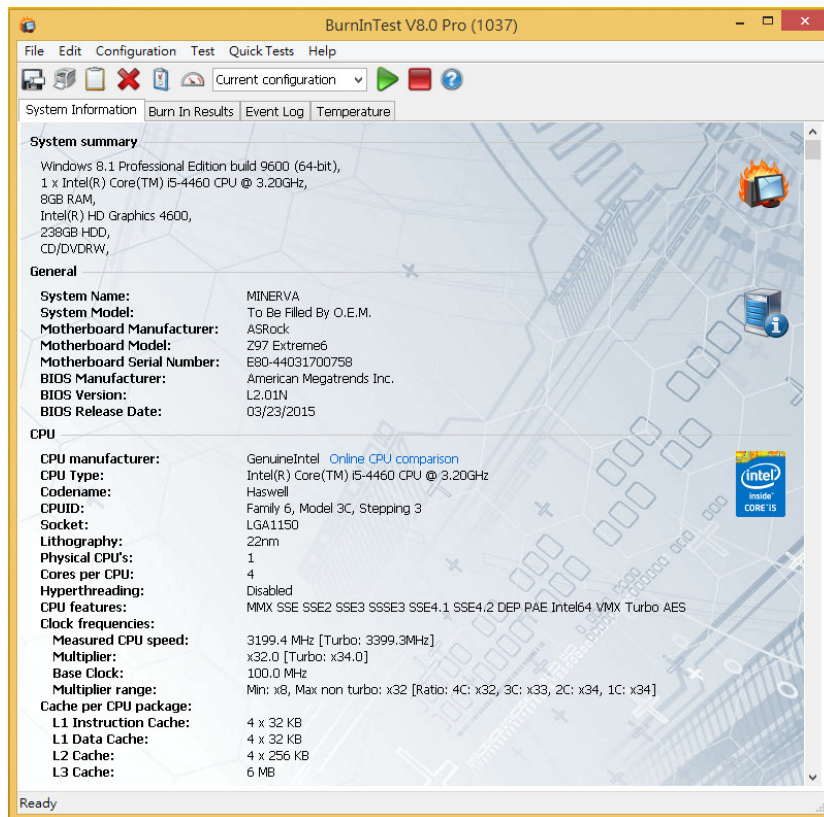 BurnInTest V8.0 Pro (1037)
File Edit Configuration Test Quick Tests Help
Current configuration
System Information Burn In Results Event Log Temperature
System summary
Windows 8.1 Professional Edition build 9600 (64-bit),
1 x Intel(R) Core(TM) i5-4460 CPU @ 3.20GHz,
8GB RAM,
Intel(R) HD Graphics 4600,
238GB HDD,
CD/DVDRW,
General
System Name: MINERVA
System Model: To Be Filled By O.E.M.
Motherboard Manufacturer: ASRock
Motherboard Model: Z97 Extreme6
Motherboard Serial Number: E80-44031700758
BIOS Manufacturer: American Megatrends Inc.
BIOS Version: L2.01N
BIOS Release Date: 03/23/2015
CPU
CPU manufacturer: GenuineIntel Online CPU comparison
CPU Type: Intel(R) Core(TM) i5-4460 CPU @ 3.20GHz
Codename: Haswell
CPUID: Family 6, Model 3C, Stepping 3
Socket: LGA1150
Lithography: 22nm
Physical CPU's: 1
Cores per CPU: 4
Hyperthreading: Disabled
CPU features: MMX SSE SSE2 SSE3 SSSE3 SSE4.1 SSE4.2 DEP PAE Intel64 VMX Turbo AES
Clock frequencies:
Measured CPU speed: 3199.4 MHz [Turbo: 3399.3MHz]
Multiplier: x32.0 [Turbo: x34.0]
Base Clock: 100.0 MHz
Multiplier range: Min: x8, Max non turbo: x32 [Ratio: 4C: x32, 3C: x33, 2C: x34, 1C: x34]
Cache per CPU package:
L1 Instruction Cache: 4 x 32 KB
L1 Data Cache: 4 x 32 KB
L2 Cache: 4 x 256 KB
L3 Cache: 6 MB
intel
inside™
CORE™i5
Ready